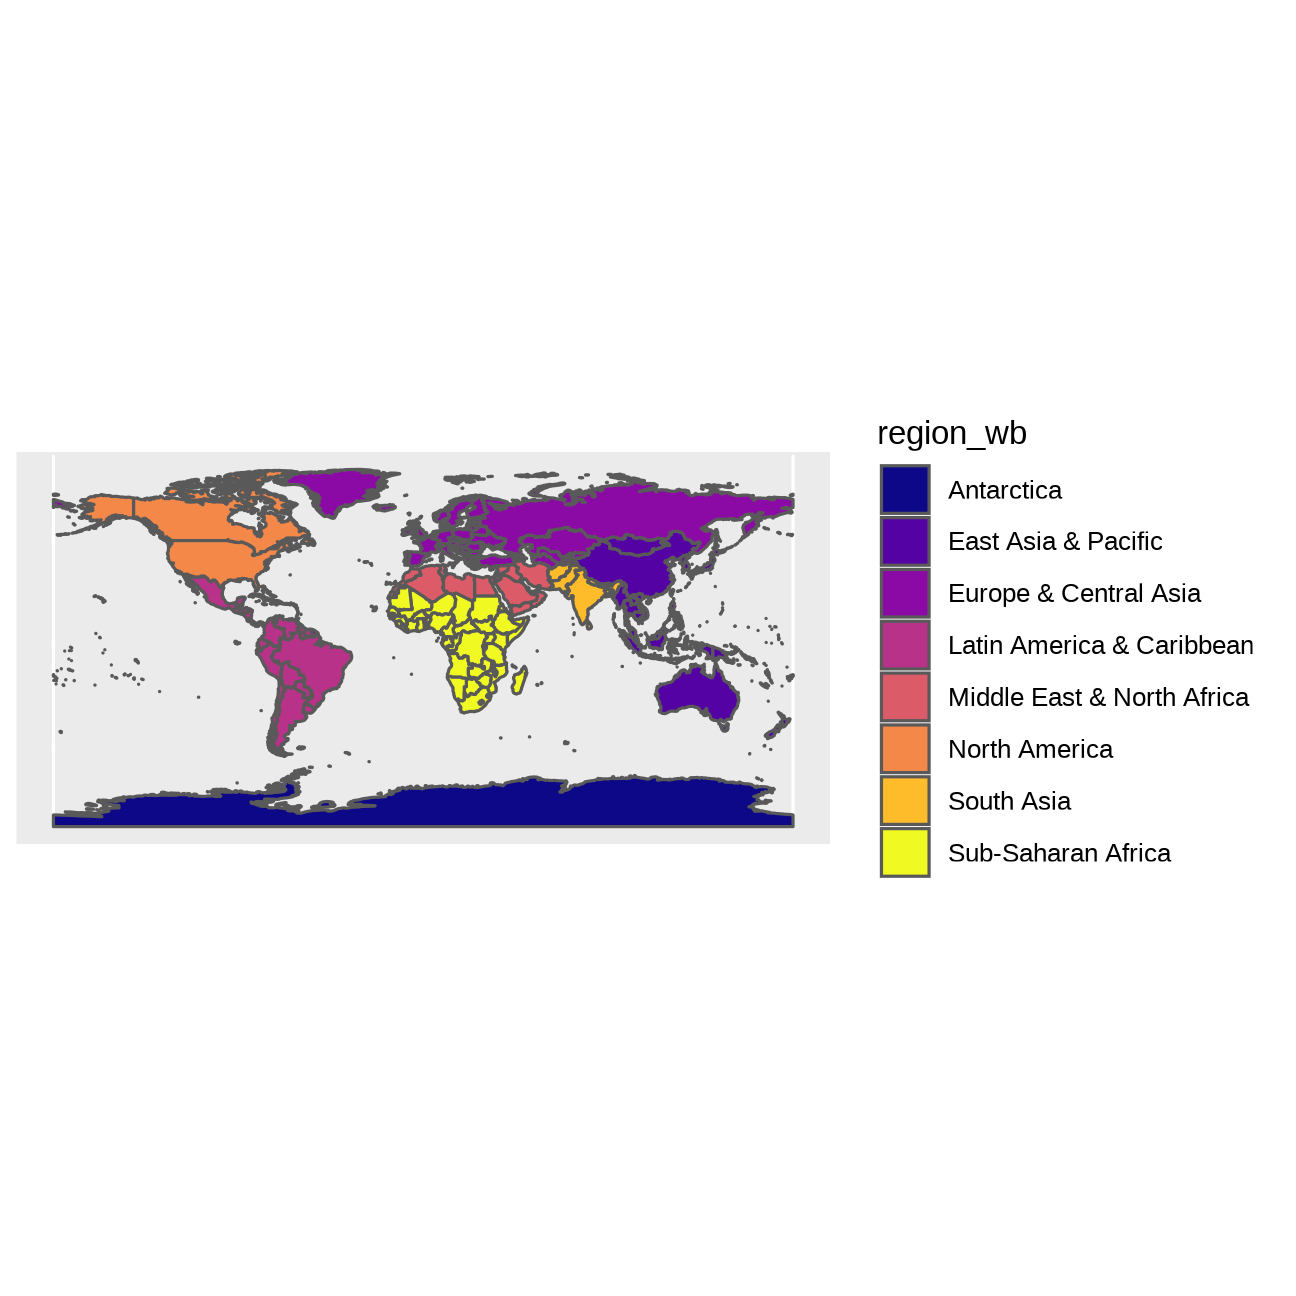 region_wb
Antarctica
East Asia & Pacific
Europe & Central Asia
Latin America & Caribbean
Middle East & North Africa
North America
South Asia
Sub-Saharan Africa